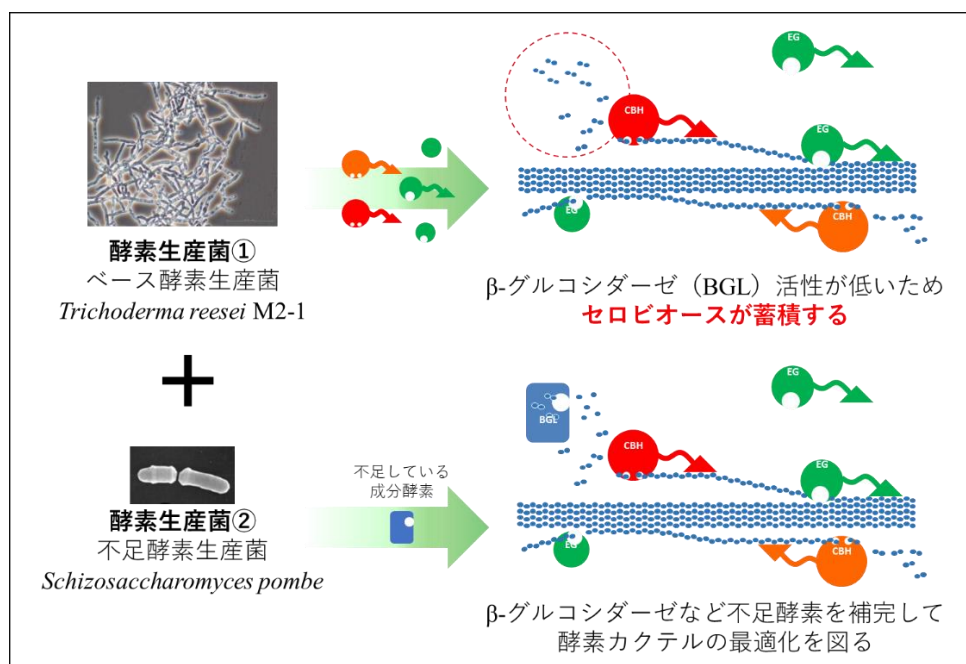 酵素生産菌①
ベース酵素生産菌
Trichoderma reesei M2-1
EG
CBH
EG
EG
CBH
β-グルコシダーゼ（BGL）活性が低いため
セロビオースが蓄積する
＋
酵素生産菌②
不足酵素生産菌
Schizosaccharomyces pombe
不足している
成分酵素
EG
BGL
CBH
EG
EG
CBH
β-グルコシダーゼなど不足酵素を補完して
酵素カクテルの最適化を図る